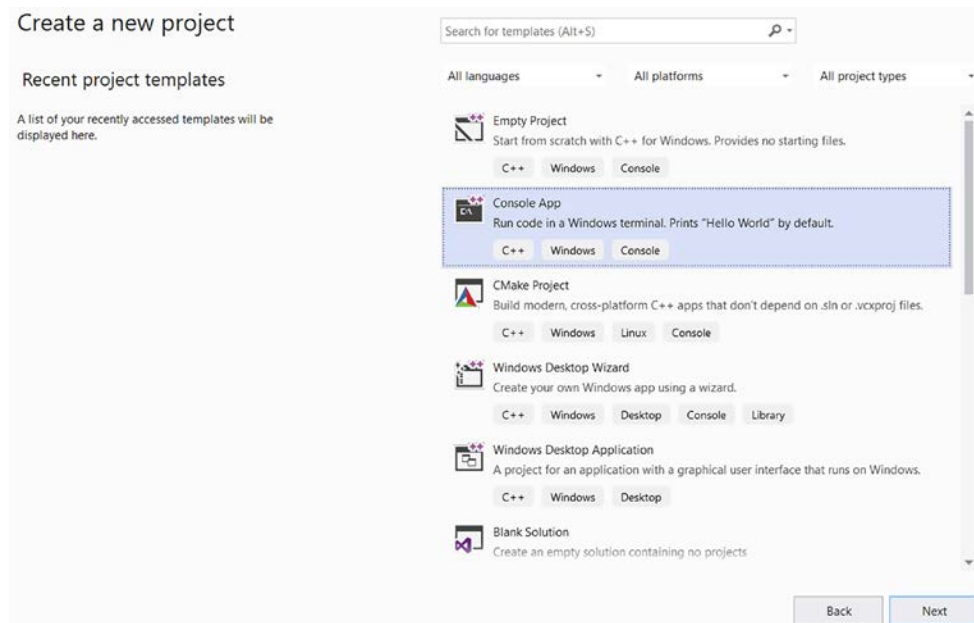 Create a new project
Recent project templates
A list of your recently accessed templates will be
displayed here.
Search for templates (Alt+S)
All languages
All platforms
All project types
Empty Project
Start from scratch with C++ for Windows. Provides no starting files.
C++ Windows Console
Console App
Run code in a Windows terminal. Prints "Hello World" by default.
C++ Windows Console
CMake Project
Build modern, cross-platform C++ apps that don't depend on .sln or .vcxproj files.
C++ Windows Linux Console
Windows Desktop Wizard
Create your own Windows app using a wizard.
C++ Windows Desktop Console Library
Windows Desktop Application
A project for an application with a graphical user interface that runs on Windows.
C++ Windows Desktop
Blank Solution
Create an empty solution containing no projects
Back Next